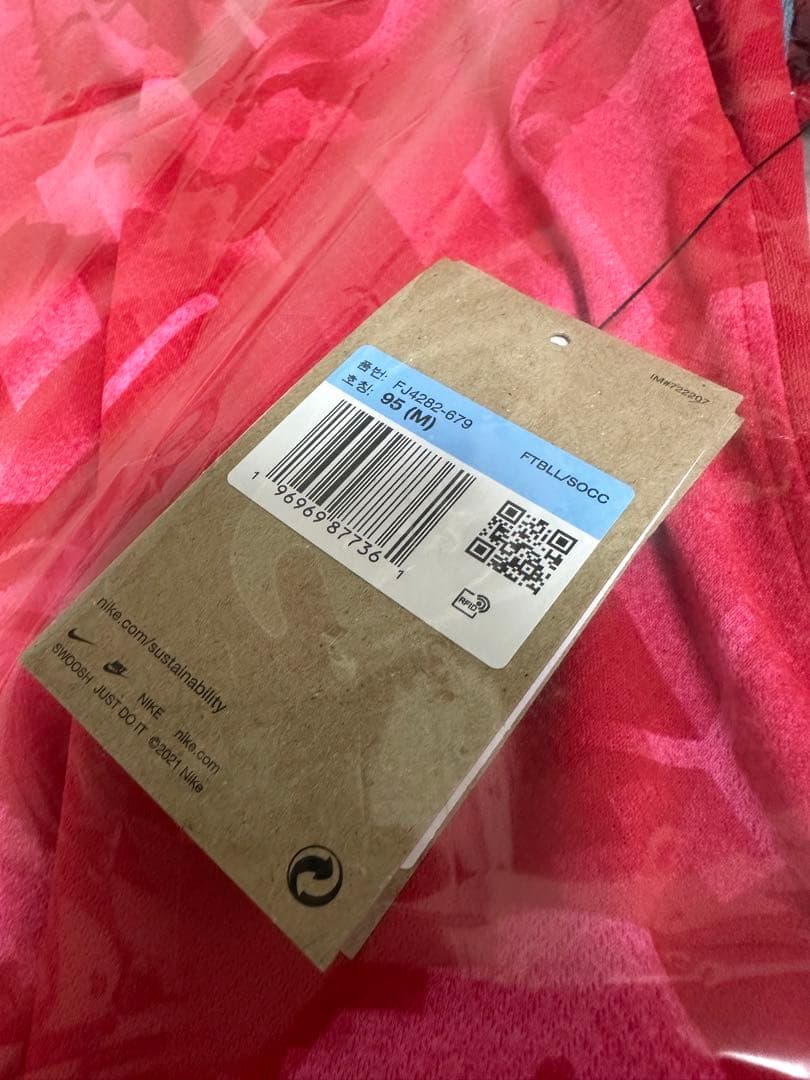 IM#722297
품번: FJ4282-679
호칭: 95 (M)
FTBLL/SOCC
1 96969 87736 1
RFID
nike.com/sustainability
NIKE nike.com
SWOOSH JUST DO IT ©2021 Nike